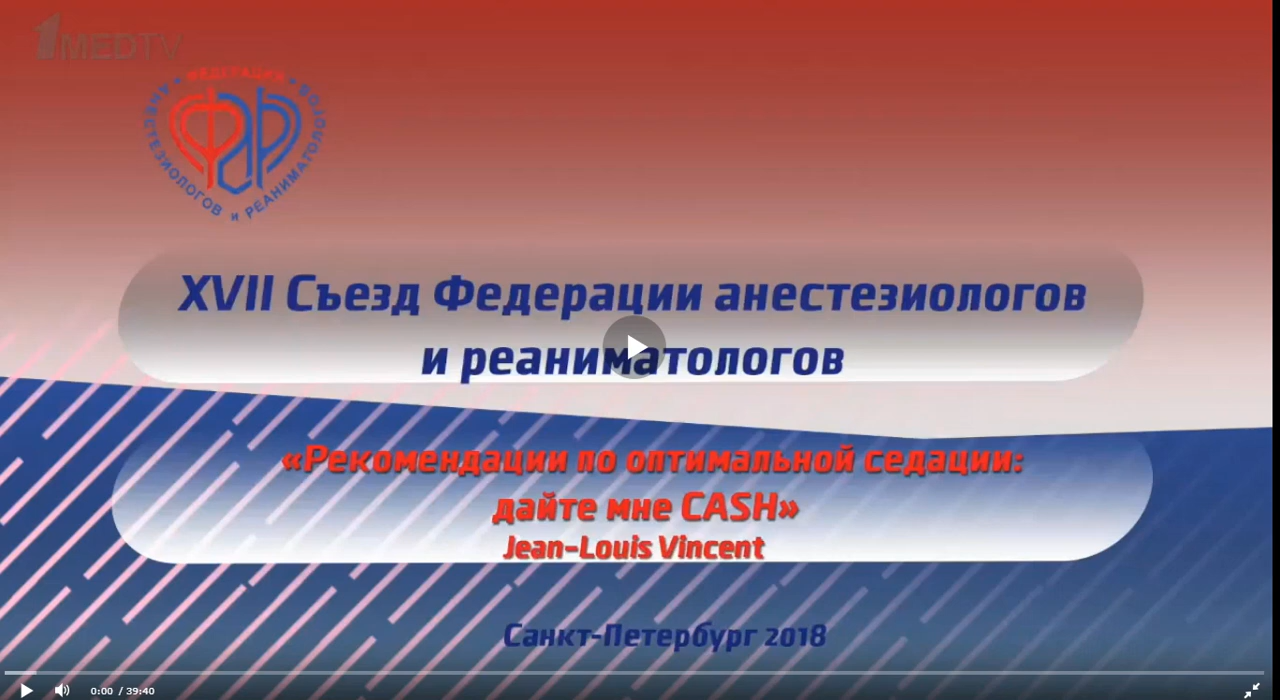 1MEDTV
ФЕДЕРАЦИЯ
АНЕСТЕЗИОЛОГОВ И РЕАНИМАТОЛОГОВ
ФАР
XVII Съезд Федерации анестезиологов
и реаниматологов
«Рекомендации по оптимальной седации:
дайте мне CASH»
Jean-Louis Vincent
Санкт-Петербург 2018
0:00 / 39:40